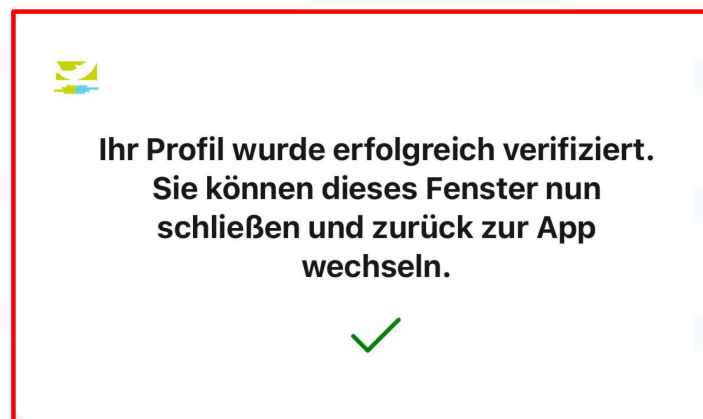 Ihr Profil wurde erfolgreich verifiziert.
Sie können dieses Fenster nun
schließen und zurück zur App
wechseln.